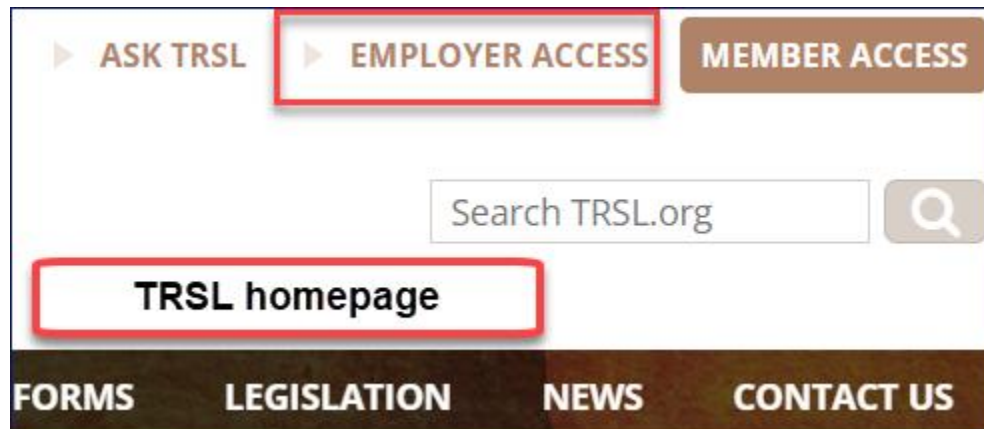 ASK TRSL EMPLOYER ACCESS MEMBER ACCESS
Search TRSL.org
TRSL homepage
FORMS LEGISLATION NEWS CONTACT US